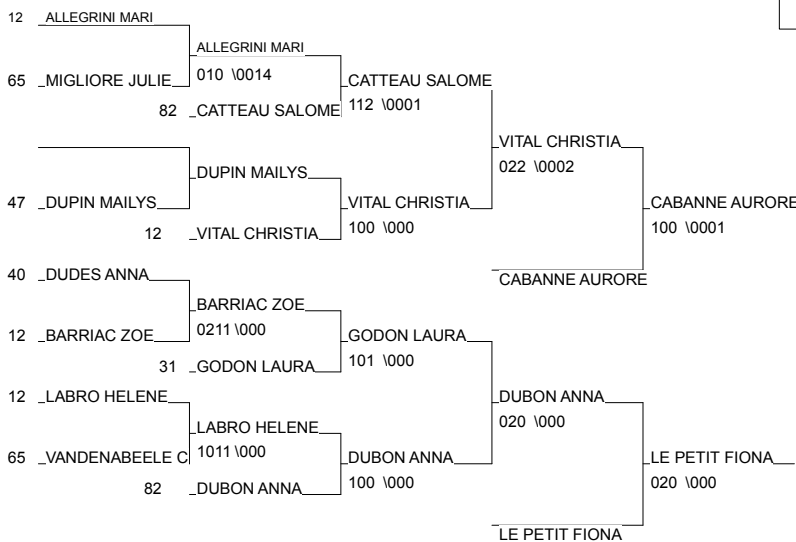 12 ALLEGRINI MARI
ALLEGRINI MARI
65 MIGLIORE JULIE 010 \0014 CATTEAU SALOME
82 CATTEAU SALOME 112 \0001
VITAL CHRISTIA
DUPIN MAILYS 022 \0002
47 DUPIN MAILYS VITAL CHRISTIA CABANNE AURORE
12 VITAL CHRISTIA 100 \000 100 \0001
40 DUDES ANNA CABANNE AURORE
BARRIAC ZOE
12 BARRIAC ZOE 0211 \000 GODON LAURA
31 GODON LAURA 101 \000
12 LABRO HELENE DUBON ANNA
LABRO HELENE 020 \000
65 VANDENABEELE C 1011 \000 DUBON ANNA LE PETIT FIONA
82 DUBON ANNA 100 \000 020 \000
LE PETIT FIONA